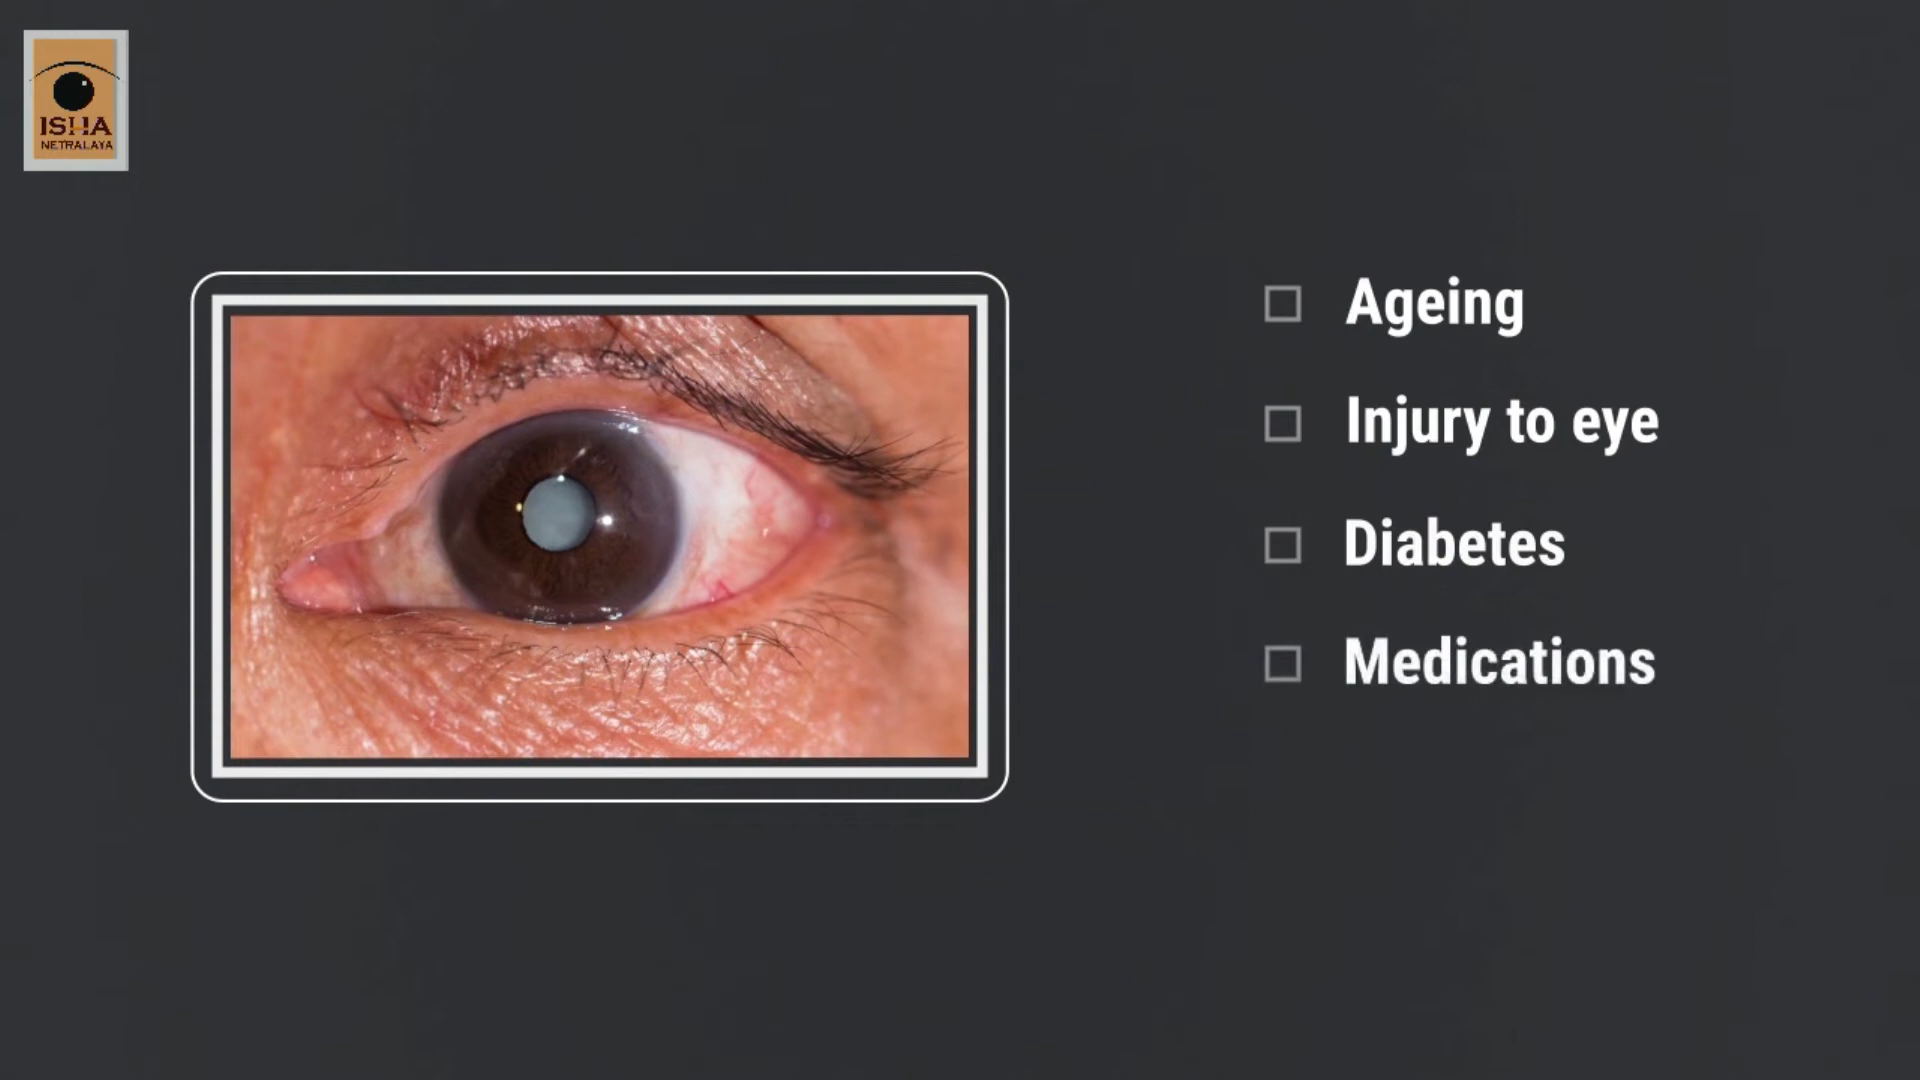 ISHA
NETRALAYA
Ageing
Injury to eye
Diabetes
Medications